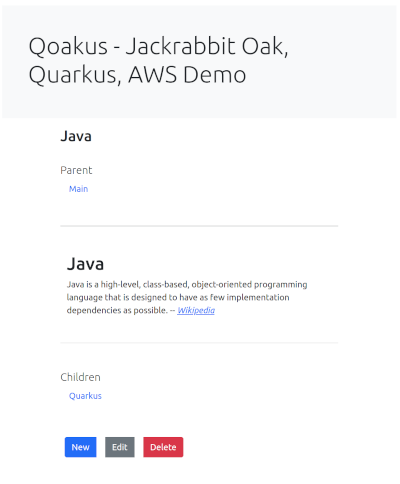 Qoakus - Jackrabbit Oak,
Quarkus, AWS Demo
Java
Parent
Main
Java
Java is a high-level, class-based, object-oriented programming
language that is designed to have as few implementation
dependencies as possible. -- Wikipedia
Children
Quarkus
New Edit Delete